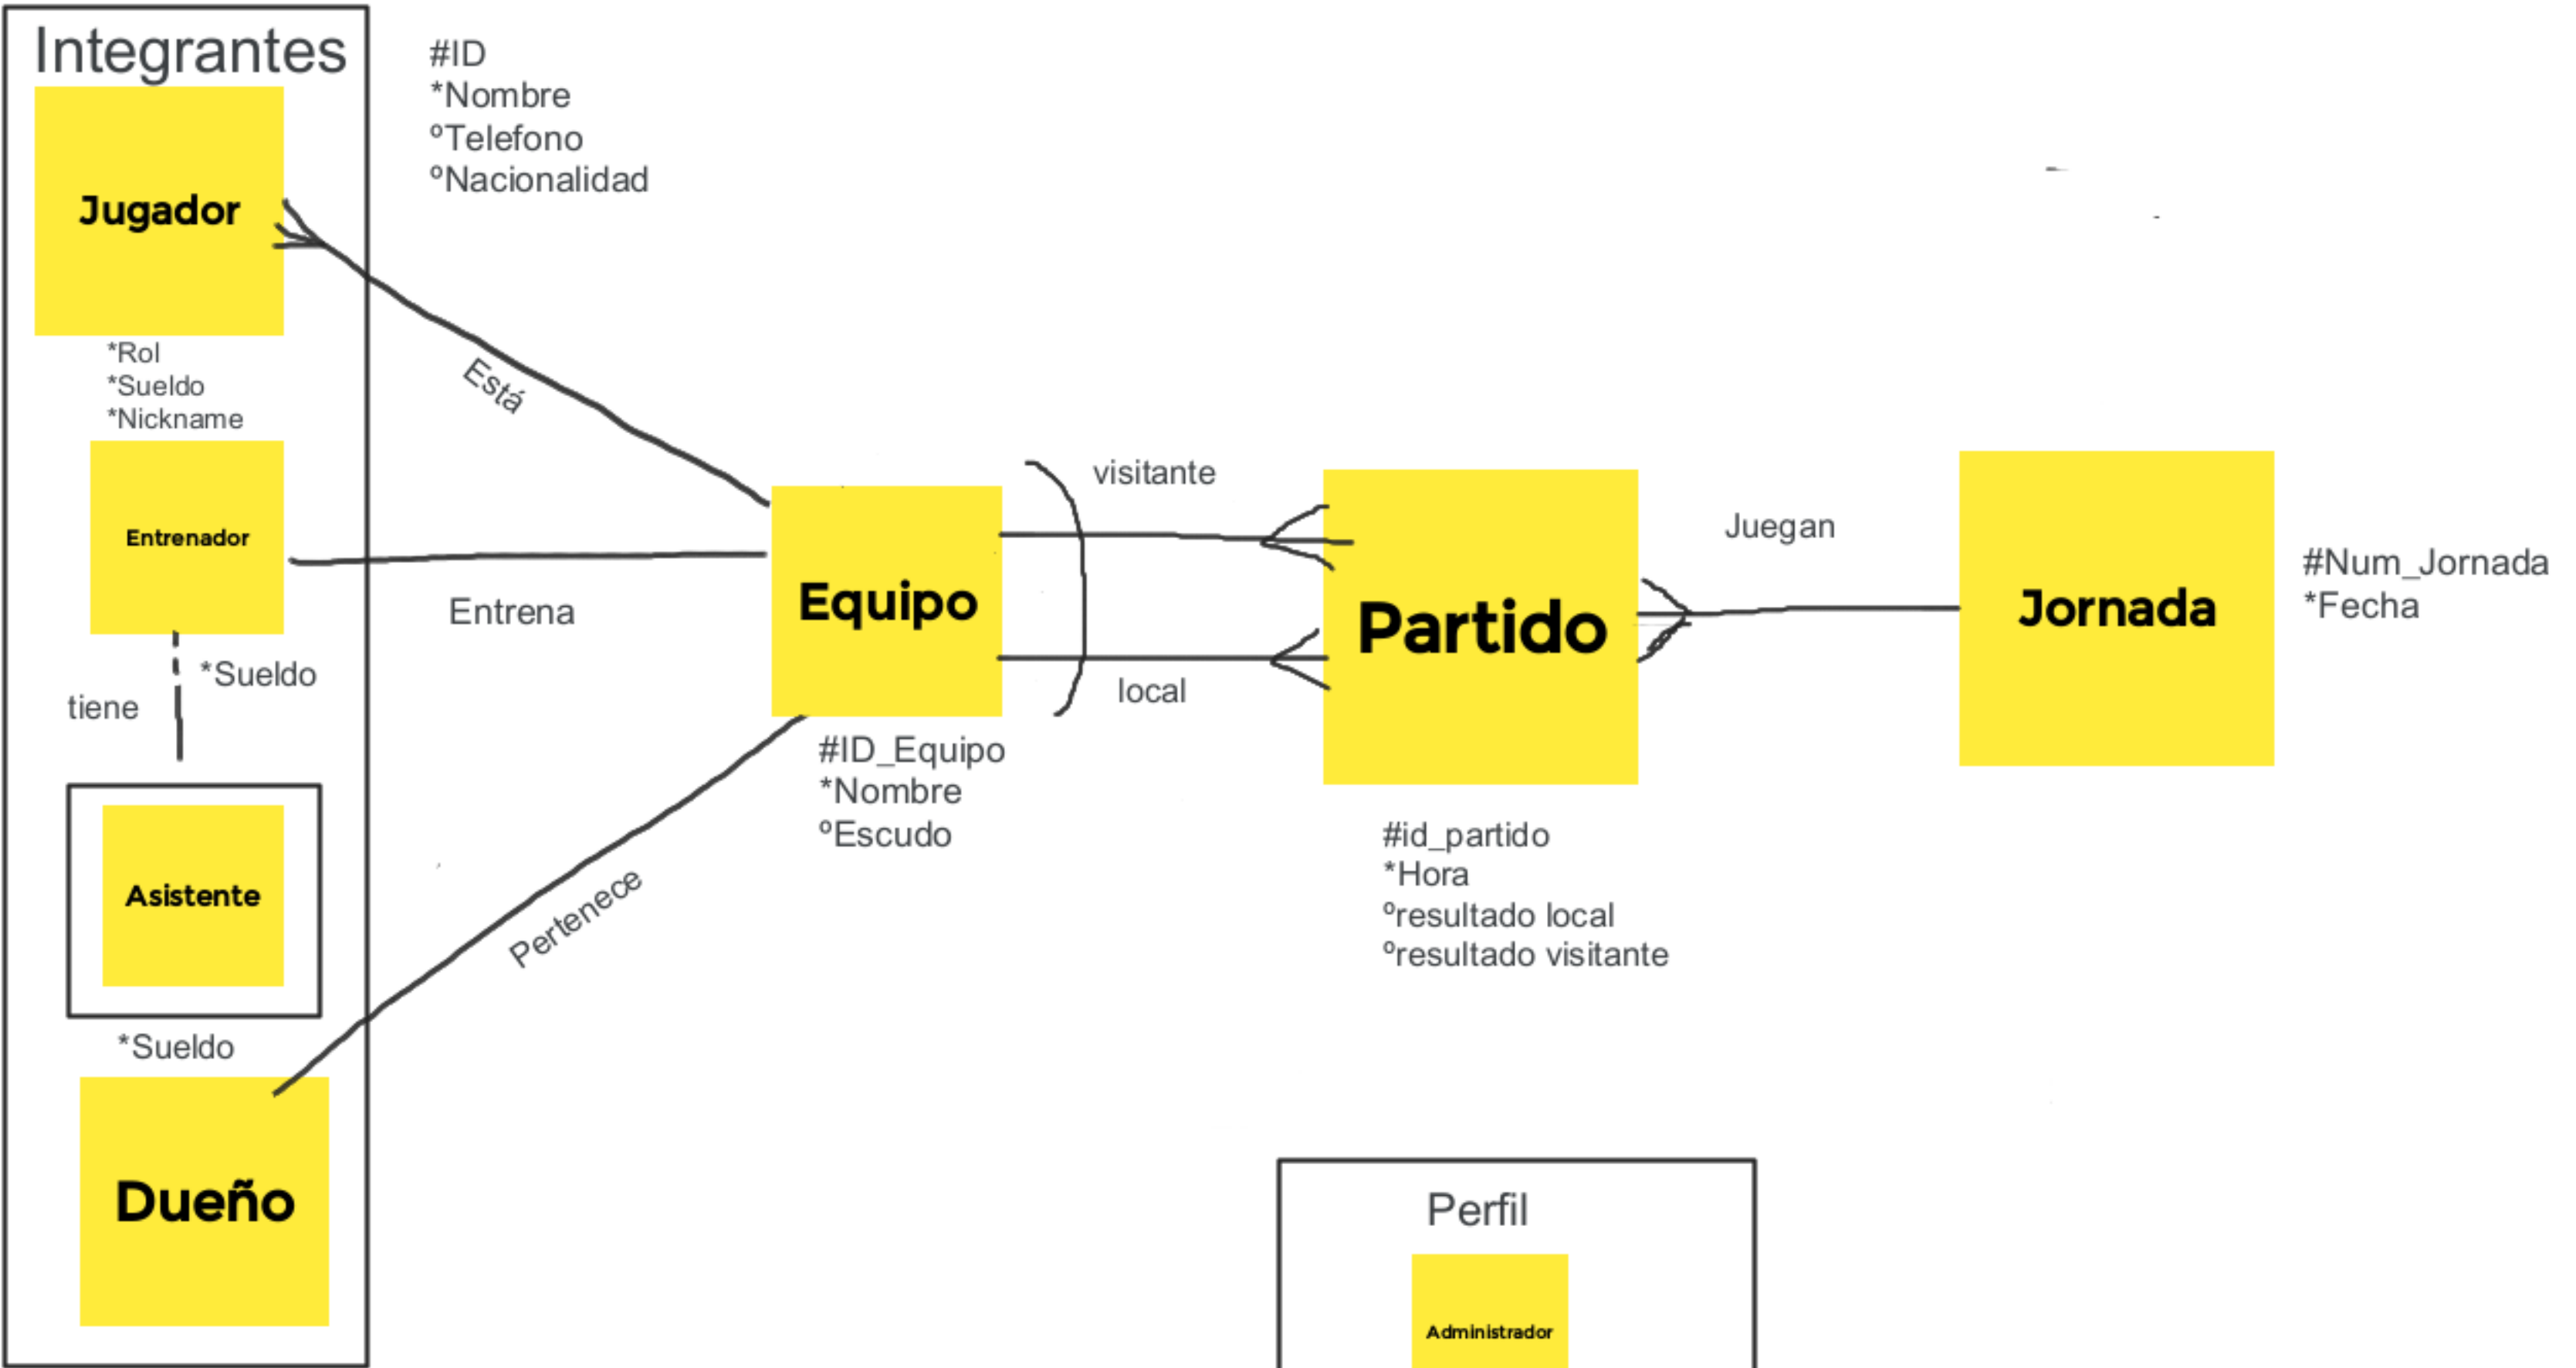 Integrantes
#ID
*Nombre
ºTelefono
ºNacionalidad
Jugador
*Rol
*Sueldo
*Nickname
Está
Entrenador
Entrena
*Sueldo
tiene
Asistente
*Sueldo
Dueño
Pertenece
Equipo
#ID_Equipo
*Nombre
ºEscudo
visitante
local
Partido
#id_partido
*Hora
ºresultado local
ºresultado visitante
Juegan
Jornada
#Num_Jornada
*Fecha
Perfil
Administrador